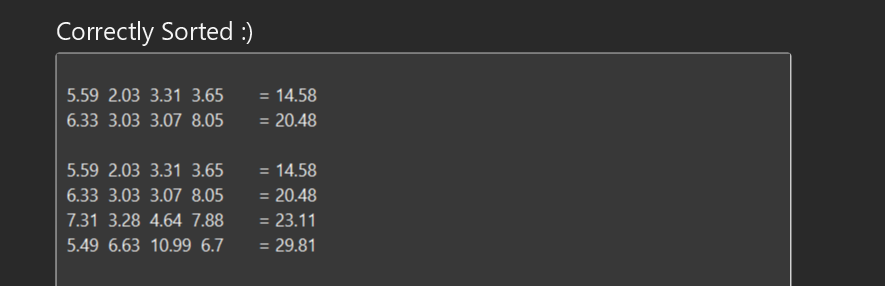 Correctly Sorted :)
5.59 2.03 3.31 3.65 = 14.58
6.33 3.03 3.07 8.05 = 20.48
5.59 2.03 3.31 3.65 = 14.58
6.33 3.03 3.07 8.05 = 20.48
7.31 3.28 4.64 7.88 = 23.11
5.49 6.63 10.99 6.7 = 29.81